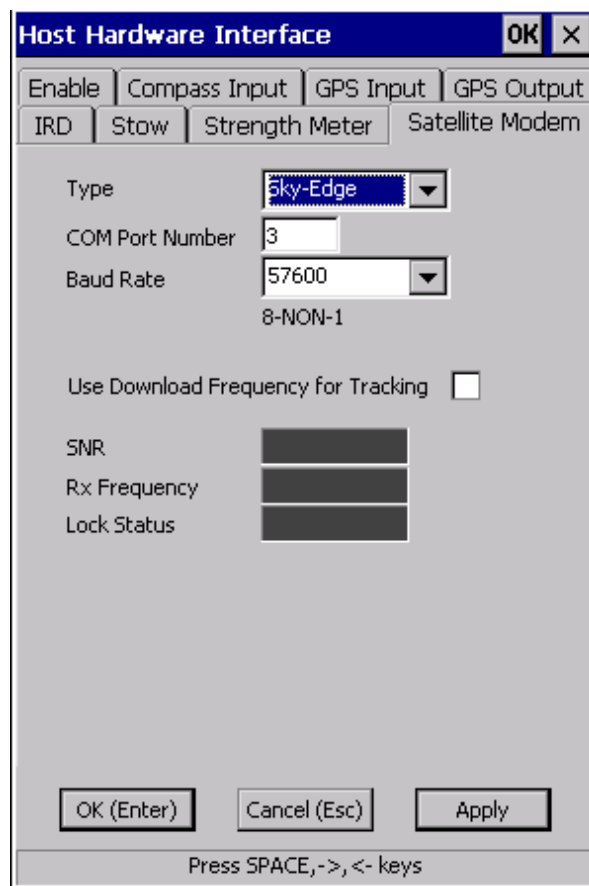 Host Hardware Interface OK ×
Enable Compass Input GPS Input GPS Output
IRD Stow Strength Meter Satellite Modem
Type Sky-Edge
COM Port Number 3
Baud Rate 57600
8-NON-1
Use Download Frequency for Tracking
SNR
Rx Frequency
Lock Status
OK (Enter) Cancel (Esc) Apply
Press SPACE,->,<- keys